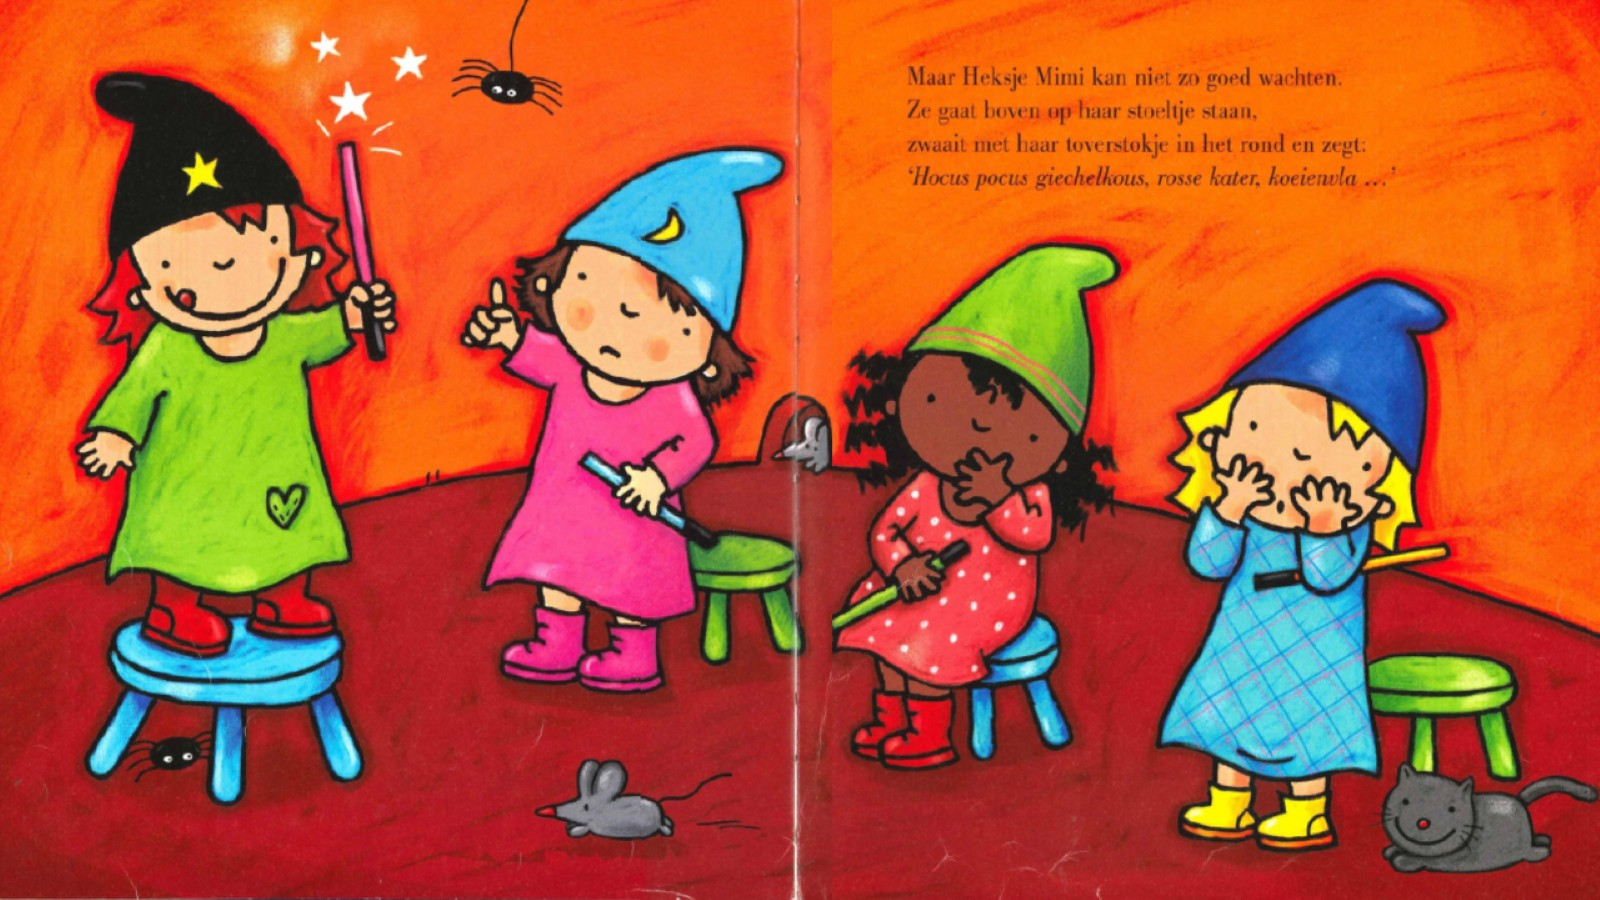 Maar Heksje Mimi kan niet zo goed wachten.
Ze gaat boven op haar stoeltje staan,
zwaait met haar toverstokje in het rond en zegt:
‘Hocus pocus giechelkous, rosse kater, koeienvla ...’